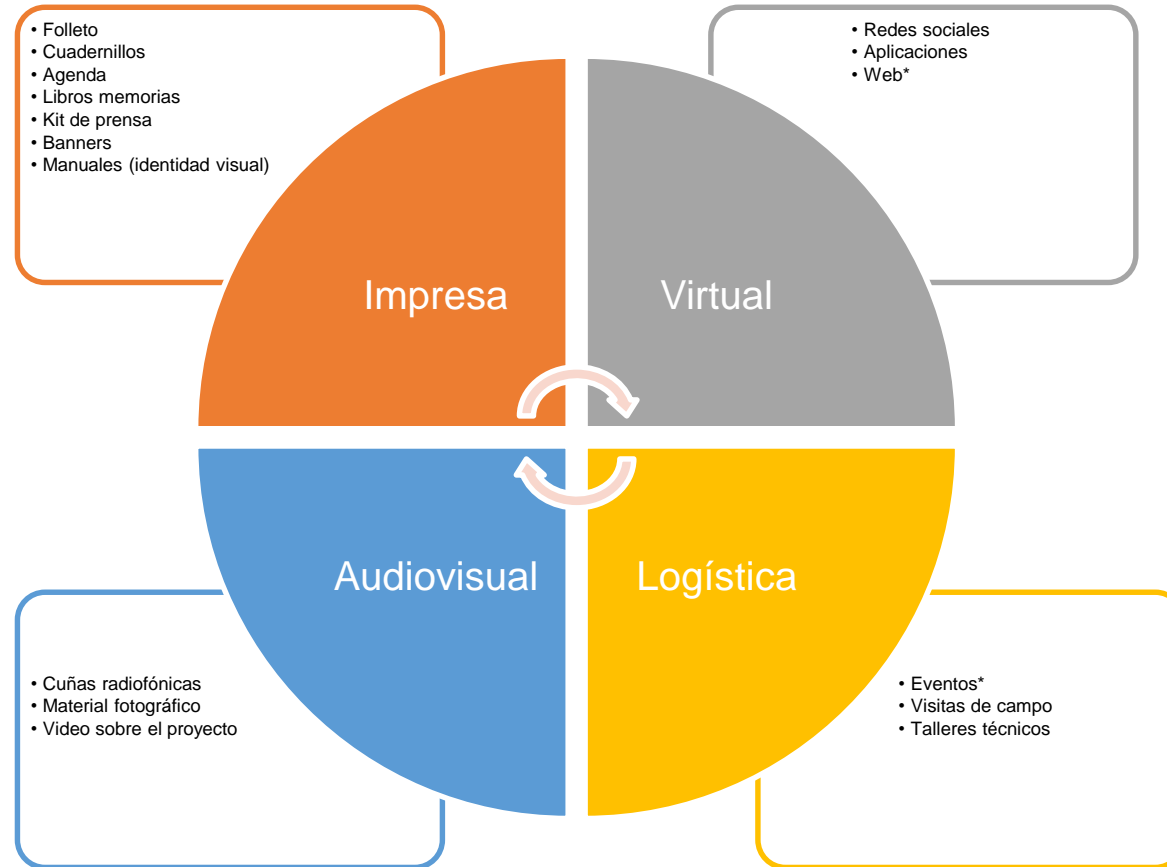 • Folleto
• Cuadernillos
• Agenda
• Libros memorias
• Kit de prensa
• Banners
• Manuales (identidad visual)
• Redes sociales
• Aplicaciones
• Web*
Impresa
Virtual
Audiovisual
Logística
• Cuñas radiofónicas
• Material fotográfico
• Video sobre el proyecto
• Eventos*
• Visitas de campo
• Talleres técnicos